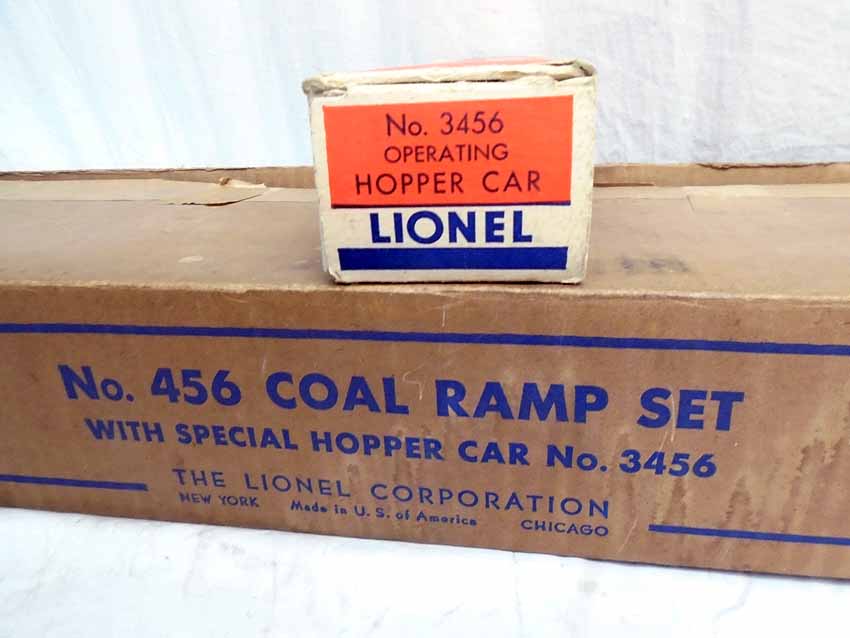 No. 3456
OPERATING
HOPPER CAR
LIONEL
No. 456 COAL RAMP SET
WITH SPECIAL HOPPER CAR No. 3456
THE LIONEL CORPORATION
NEW YORK Made in U. S. of America CHICAGO